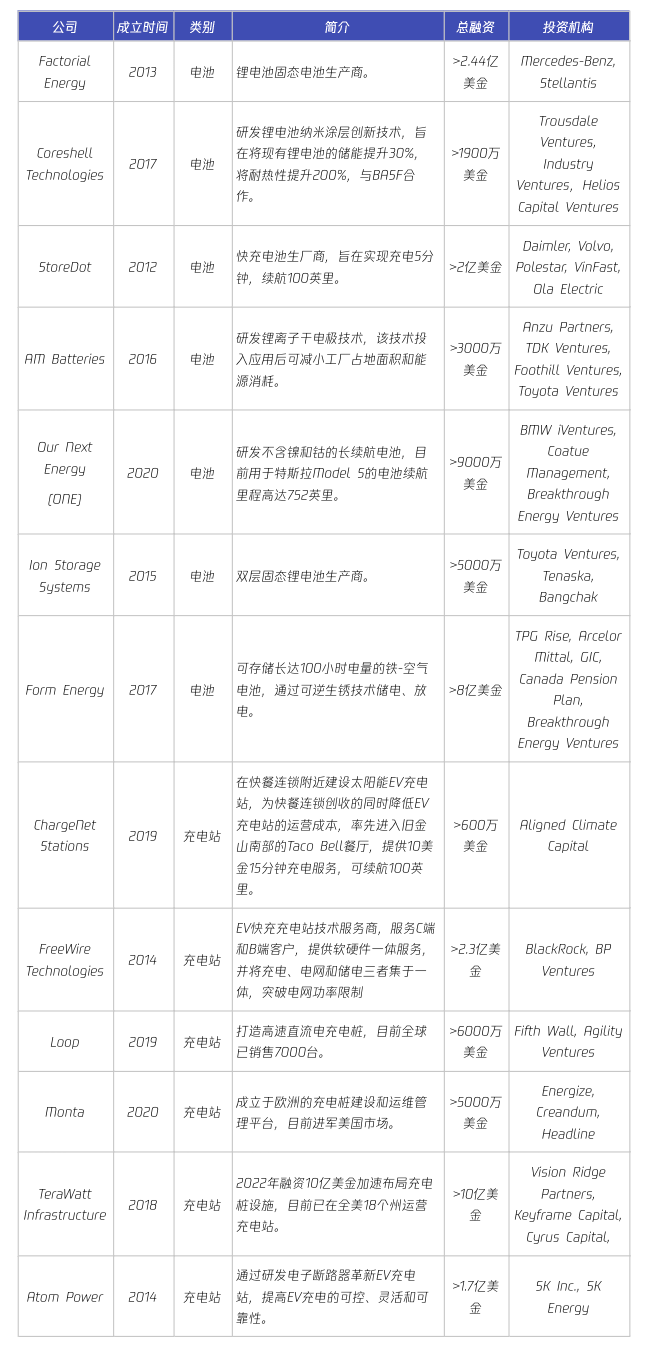 公司 成立时间 类别 简介 总融资 投资机构
Factorial
Energy
2013
电池
锂电池固态电池生产商。
>2.44亿
美金
Mercedes-Benz,
Stellantis
Coreshell
Technologies
2017
电池
研发锂电池纳米涂层创新技术，旨
在将现有锂电池的储能提升30%，
将耐热性提升200%，与BASF合
作。
>1900万
美金
Trousdale
Ventures,
Industry
Ventures, Helios
Capital Ventures
StoreDot
2012
电池
快充电池生厂商，旨在实现充电5分
钟，续航100英里。
>2亿美金
Daimler, Volvo,
Polestar, VinFast,
Ola Electric
AM Batteries
2016
电池
研发锂离子干电极技术，该技术投
入应用后可减小工厂占地面积和能
源消耗。
>3000万
美金
Anzu Partners,
TDK Ventures,
Foothill Ventures,
Toyota Ventures
Our Next
Energy
(ONE)
2020
电池
研发不含镍和钴的长续航电池，目
前用于特斯拉Model 5的电池续航
里程高达752英里。
>9000万
美金
BMW iVentures,
Coatue
Management,
Breakthrough
Energy Ventures
Ion Storage
Systems
2015
电池
双层固态锂电池生产商。
>5000万
美金
Toyota Ventures,
Tenaska,
Bangchak
Form Energy
2017
电池
可存储长达100小时电量的铁-空气
电池，通过可逆生锈技术储电、放
电。
>8亿美金
TPG Rise, Arcelor
Mittal, GIC,
Canada Pension
Plan,
Breakthrough
Energy Ventures
ChargeNet
Stations
2019
充电站
在快餐连锁附近建设太阳能EV充电
站，为快餐连锁创收的同时降低EV
充电站的运营成本，率先进入旧金
山南部的Taco Bell餐厅，提供10美
金15分钟充电服务，可续航100英
里。
>600万
美金
Aligned Climate
Capital
FreeWire
Technologies
2014
充电站
EV快充充电站技术服务商，服务C端
和B端客户，提供软硬件一体服务，
并将充电、电网和储电三者集于一
体，突破电网功率限制
>2.3亿美
金
BlackRock, BP
Ventures
Loop
2019
充电站
打造高速直流电充电桩，目前全球
已销售7000台。
>6000万
美金
Fifth Wall, Agility
Ventures
Monta
2020
充电站
成立于欧洲的充电桩建设和运维管
理平台，目前进军美国市场。
>5000万
美金
Energize,
Creandum,
Headline
TeraWatt
Infrastructure
2018
充电站
2022年融资10亿美金加速布局充电
桩设施，目前已在全美18个州运营
充电站。
>10亿美
金
Vision Ridge
Partners,
Keyframe Capital,
Cyrus Capital,
Atom Power
2014
充电站
通过研发电子断路器革新EV充电
站，提高EV充电的可控、灵活和可
靠性。
>1.7亿美
金
SK Inc., SK
Energy